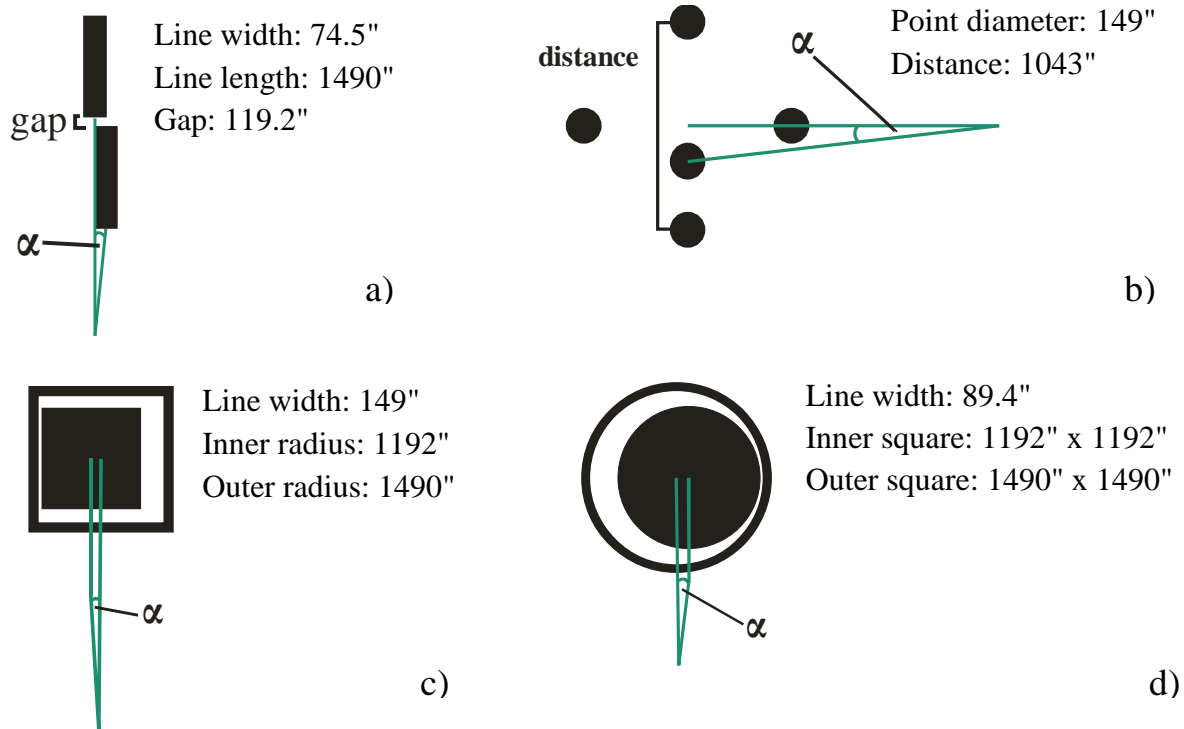 Line width: 74.5"
Line length: 1490"
Gap: 119.2"
gap
α
a)
Point diameter: 149"
Distance: 1043"
distance
α
b)
Line width: 149"
Inner radius: 1192"
Outer radius: 1490"
α
c)
Line width: 89.4"
Inner square: 1192" x 1192"
Outer square: 1490" x 1490"
α
d)